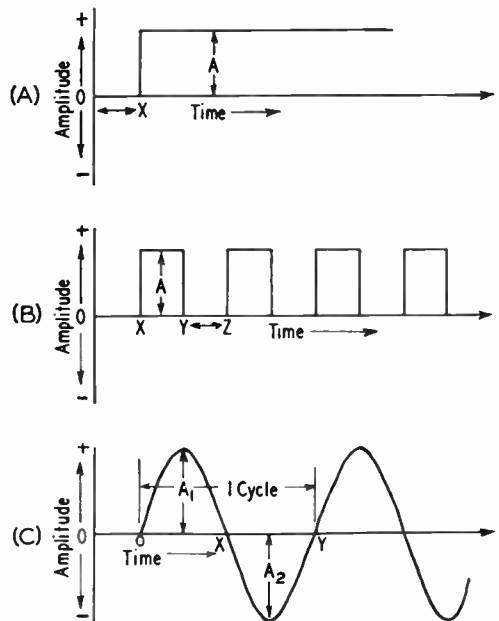 +
(A)
Amplitude
0
A
X
Time
−
+
(B)
Amplitude
0
A
X Y Z
Time
−
+
(C)
Amplitude
0
A1
1 Cycle
0
Time
X
Y
A2
−